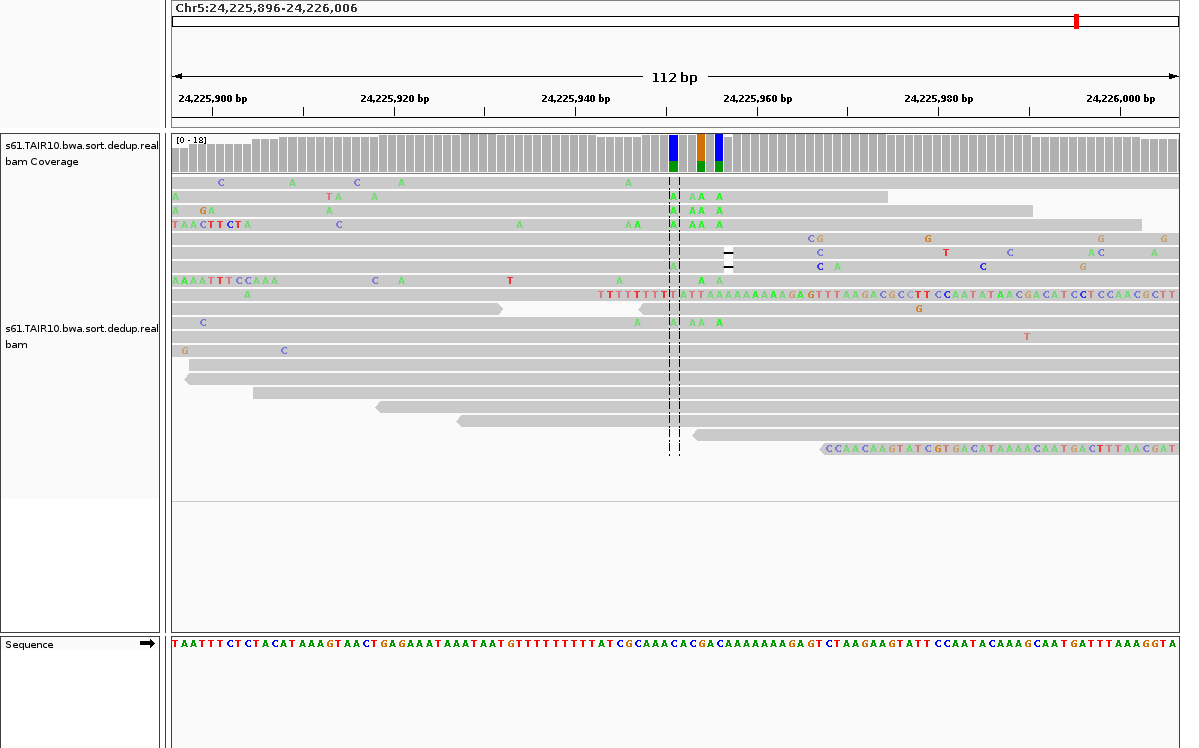 Chr5:24,225,896-24,226,006
112 bp
24,225,900 bp 24,225,920 bp 24,225,940 bp 24,225,960 bp 24,225,980 bp 24,226,000 bp
s61.TAIR10.bwa.sort.dedup.real
bam Coverage
[0 - 18]
C A C A A
A T A A A A A A
A G A A A A A A
T A A C T T C T A C A A A A A A A
C G G G G
C T C A C A
A C A C G
A A A A T T T C C A A A C A T A A A
A T T T T T T T T T A T T A A A A A A A A A G A G T T T A A G A C G C C T T C C A A T A T A A C G A C A T C C T C C A A C G C T T
G
C A A A A A
T
G C
C C A A C A A G T A T C G T G A C A T A A A A C A A T G A C T T T A A C G A T
s61.TAIR10.bwa.sort.dedup.real
bam
Sequence
T A A T T T C T C T A C A T A A A G T A A C T G A G A A A T A A A T A A T G T T T T T T T T T A T C G C A A A C A C G A C A A A A A A A G A G T C T A A G A A G T A T T C C A A T A C A A A G C A A T G A T T T A A A G G T A